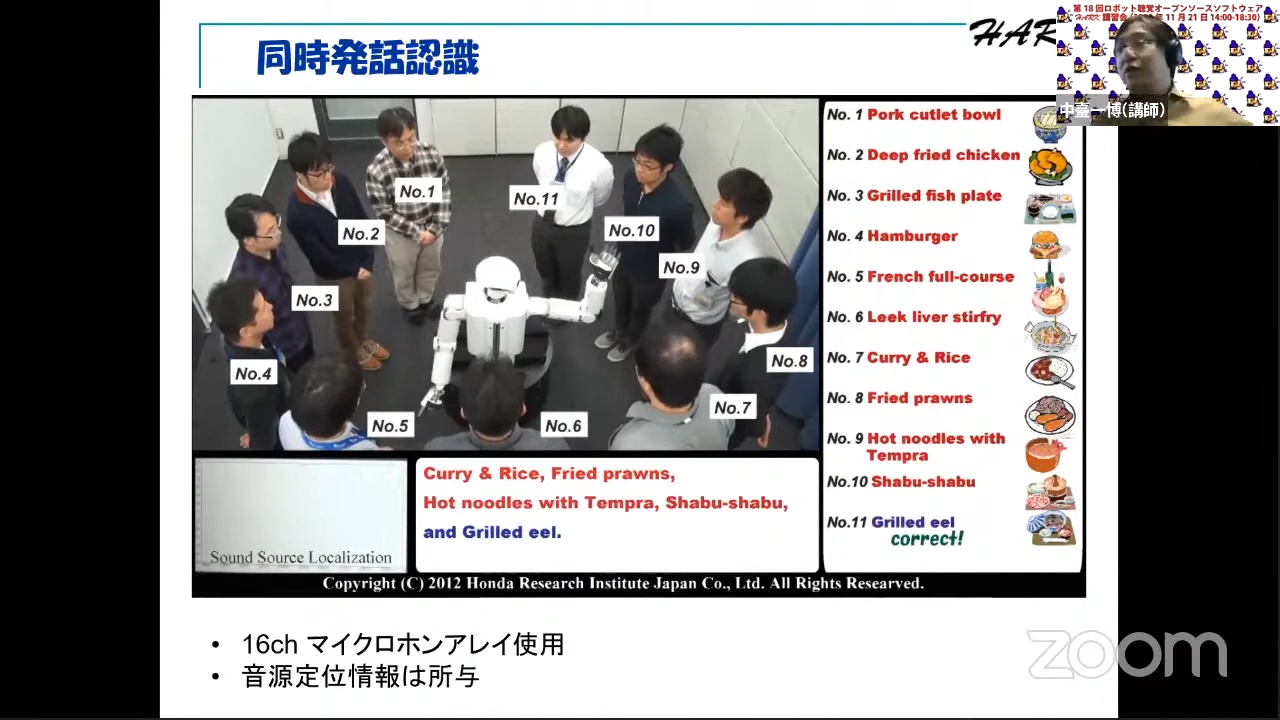 同時発話認識
HAR
第18回ロボット聴覚オープンソースソフトウェア
HARK 講習会
年 11 月 21 日 14:00-18:30)
中臺一博(講師)
No.1
No.2
No.3
No.4
No.5
No.6
No.7
No.8
No.9
No.10
No.11
No. 1 Pork cutlet bowl
No. 2 Deep fried chicken
No. 3 Grilled fish plate
No. 4 Hamburger
No. 5 French full-course
No. 6 Leek liver stirfry
No. 7 Curry & Rice
No. 8 Fried prawns
No. 9 Hot noodles with
Tempra
No.10 Shabu-shabu
No.11 Grilled eel
correct!
Sound Source Localization
Curry & Rice, Fried prawns,
Hot noodles with Tempra, Shabu-shabu,
and Grilled eel.
Copyright (C) 2012 Honda Research Institute Japan Co., Ltd. All Rights Researved.
• 16ch マイクロホンアレイ使用
• 音源定位情報は所与
zoom